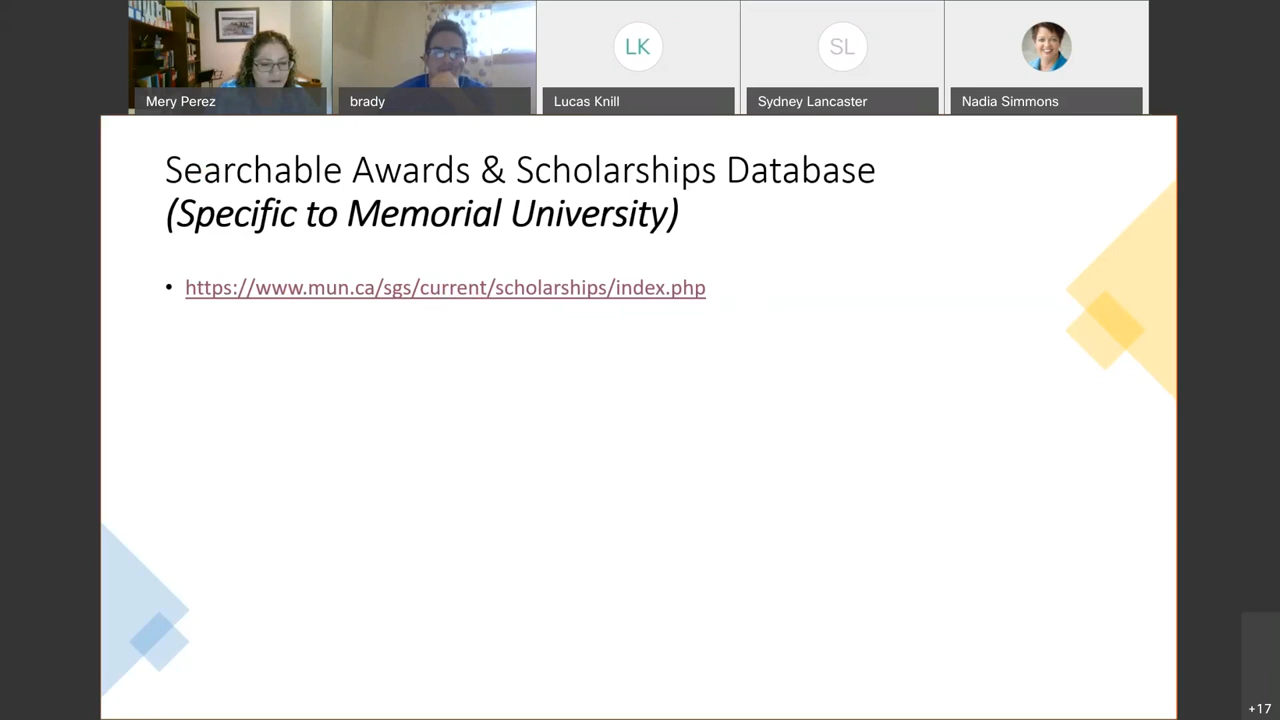 LK
SL
Mery Perez
brady
Lucas Knill
Sydney Lancaster
Nadia Simmons
Searchable Awards & Scholarships Database
(Specific to Memorial University)
• https://www.mun.ca/sgs/current/scholarships/index.php
+17